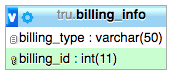 v tru.billing_info
billing_type : varchar(50)
billing_id : int(11)